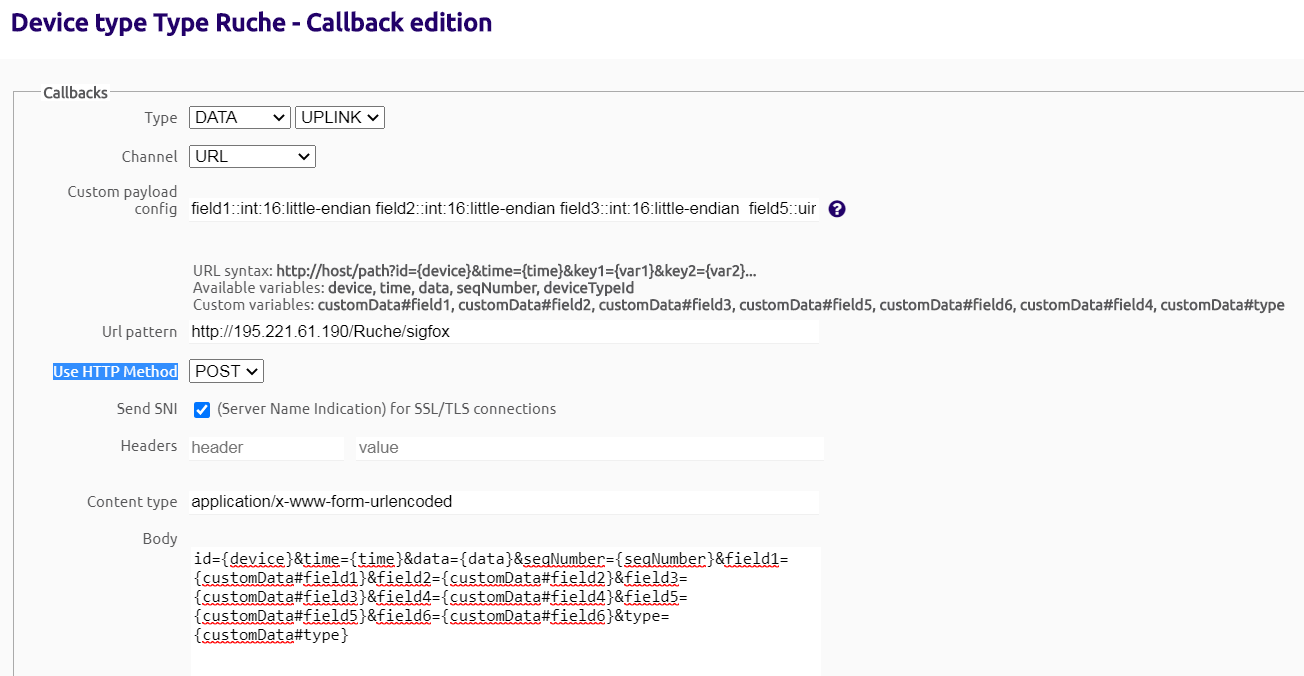 Device type Type Ruche - Callback edition
Callbacks
Type DATA UPLINK
Channel URL
Custom payload
config field1::int:16:little-endian field2::int:16:little-endian field3::int:16:little-endian  field5::uir
URL syntax: http://host/path?id={device}&time={time}&key1={var1}&key2={var2}...
Available variables: device, time, data, seqNumber, deviceTypeId
Custom variables: customData#field1, customData#field2, customData#field3, customData#field5, customData#field6, customData#field4, customData#type
Url pattern http://195.221.61.190/Ruche/sigfox
Use HTTP Method POST
Send SNI (Server Name Indication) for SSL/TLS connections
Headers header value
Content type application/x-www-form-urlencoded
Body
id={device}&time={time}&data={data}&seqNumber={seqNumber}&field1=
{customData#field1}&field2={customData#field2}&field3=
{customData#field3}&field4={customData#field4}&field5=
{customData#field5}&field6={customData#field6}&type=
{customData#type}